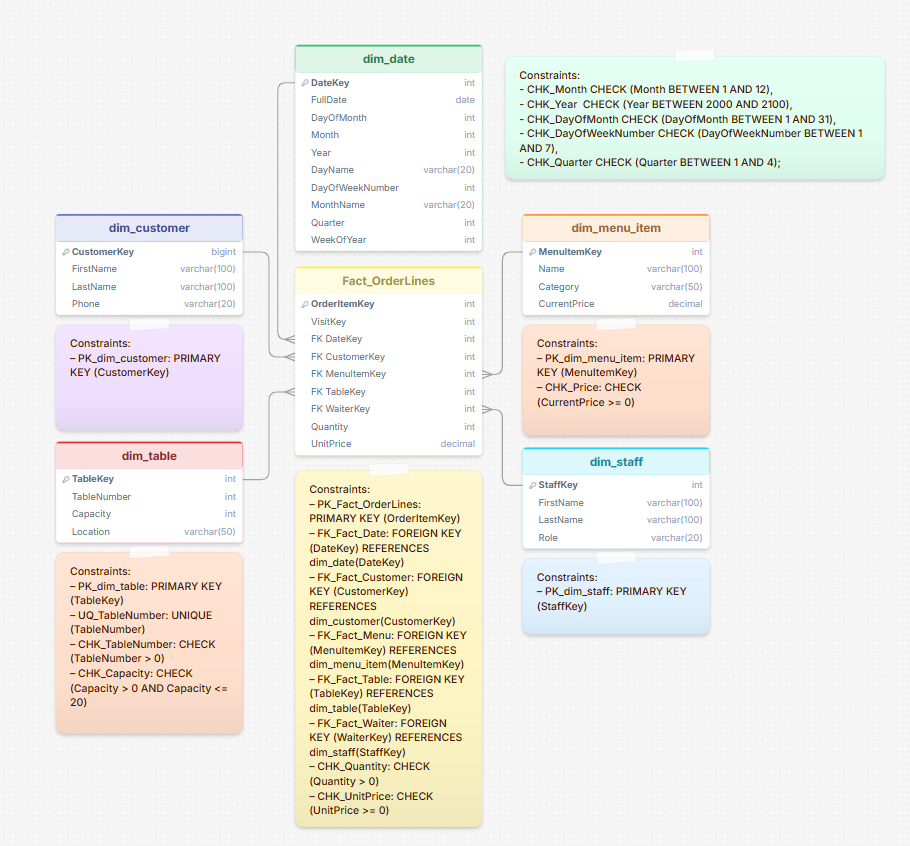 dim_date
DateKey int
FullDate date
DayOfMonth int
Month int
Year int
DayName varchar(20)
DayOfWeekNumber int
MonthName varchar(20)
Quarter int
WeekOfYear int
Constraints:
- CHK_Month CHECK (Month BETWEEN 1 AND 12),
- CHK_Year  CHECK (Year BETWEEN 2000 AND 2100),
- CHK_DayOfMonth CHECK (DayOfMonth BETWEEN 1 AND 31),
- CHK_DayOfWeekNumber CHECK (DayOfWeekNumber BETWEEN 1
AND 7),
- CHK_Quarter CHECK (Quarter BETWEEN 1 AND 4);
dim_customer
CustomerKey bigint
FirstName varchar(100)
LastName varchar(100)
Phone varchar(20)
Constraints:
– PK_dim_customer: PRIMARY
KEY (CustomerKey)
Fact_OrderLines
OrderItemKey int
VisitKey int
FK DateKey int
FK CustomerKey int
FK MenuItemKey int
FK TableKey int
FK WaiterKey int
Quantity int
UnitPrice decimal
dim_menu_item
MenuItemKey int
Name varchar(100)
Category varchar(50)
CurrentPrice decimal
Constraints:
– PK_dim_menu_item: PRIMARY
KEY (MenuItemKey)
– CHK_Price: CHECK
(CurrentPrice >= 0)
dim_table
TableKey int
TableNumber int
Capacity int
Location varchar(50)
Constraints:
– PK_dim_table: PRIMARY KEY
(TableKey)
– UQ_TableNumber: UNIQUE
(TableNumber)
– CHK_TableNumber: CHECK
(TableNumber > 0)
– CHK_Capacity: CHECK
(Capacity > 0 AND Capacity <=
20)
Constraints:
– PK_Fact_OrderLines:
PRIMARY KEY (OrderItemKey)
– FK_Fact_Date: FOREIGN KEY
(DateKey) REFERENCES
dim_date(DateKey)
– FK_Fact_Customer: FOREIGN
KEY (CustomerKey)
REFERENCES
dim_customer(CustomerKey)
– FK_Fact_Menu: FOREIGN KEY
(MenuItemKey) REFERENCES
dim_menu_item(MenuItemKey)
– FK_Fact_Table: FOREIGN KEY
(TableKey) REFERENCES
dim_table(TableKey)
– FK_Fact_Waiter: FOREIGN
KEY (WaiterKey) REFERENCES
dim_staff(StaffKey)
– CHK_Quantity: CHECK
(Quantity > 0)
– CHK_UnitPrice: CHECK
(UnitPrice >= 0)
dim_staff
StaffKey int
FirstName varchar(100)
LastName varchar(100)
Role varchar(20)
Constraints:
– PK_dim_staff: PRIMARY KEY
(StaffKey)